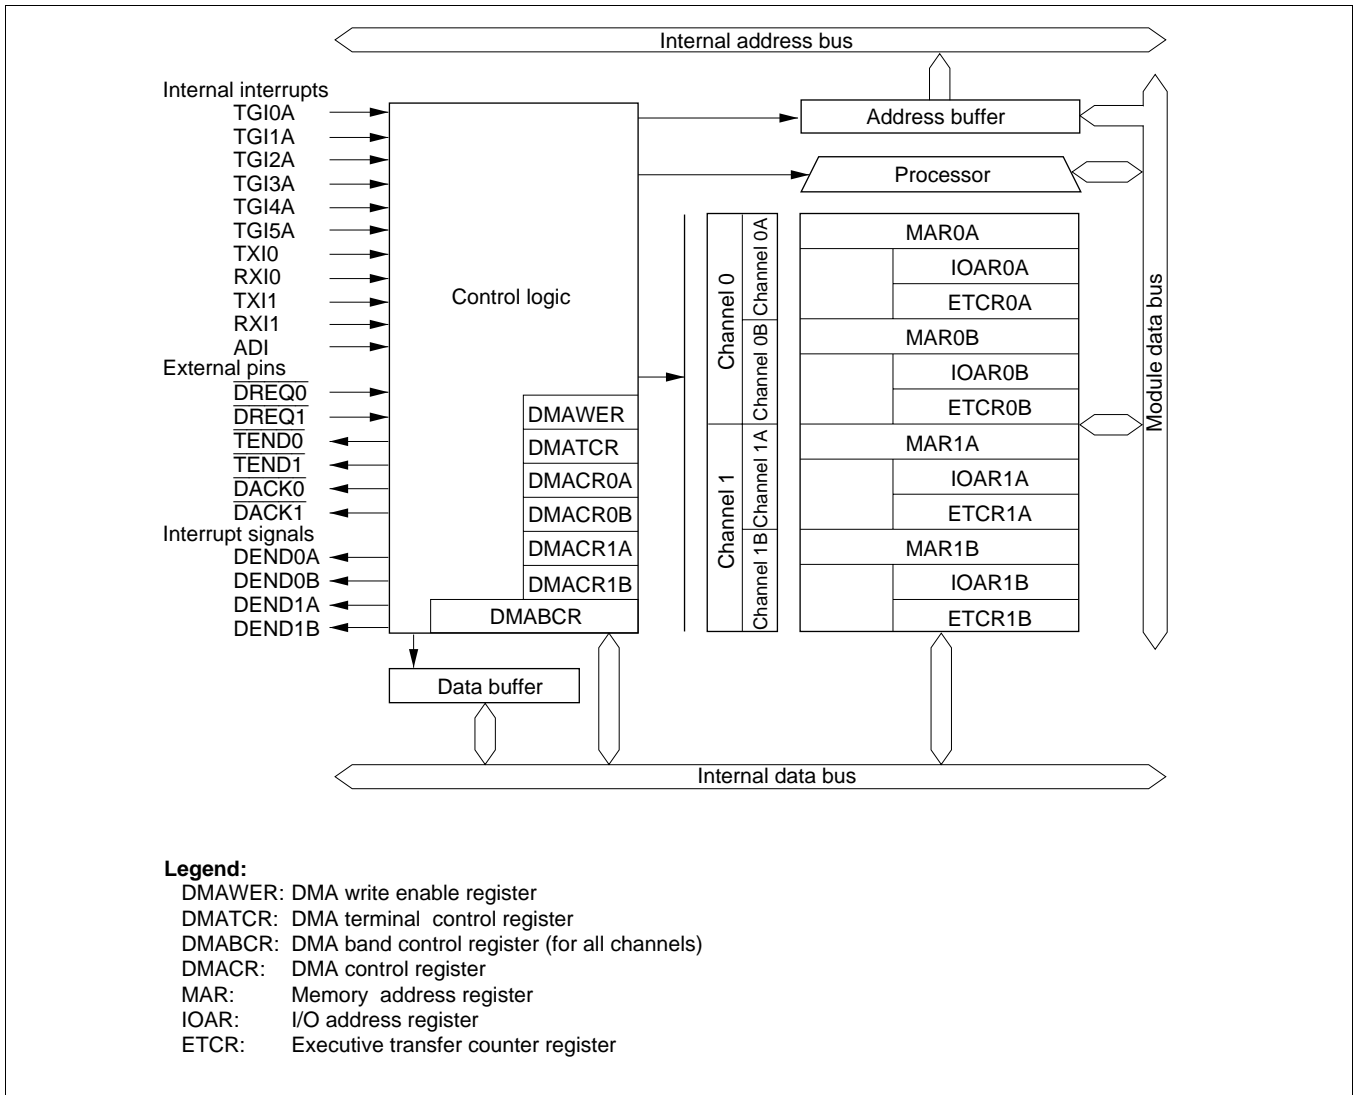 Internal address bus
Internal interrupts
TGI0A
TGI1A
TGI2A
TGI3A
TGI4A
TGI5A
TXI0
RXI0
TXI1
RXI1
ADI
External pins
DREQ0
DREQ1
TEND0
TEND1
DACK0
DACK1
Interrupt signals
DEND0A
DEND0B
DEND1A
DEND1B
Control logic
DMAWER
DMATCR
DMACR0A
DMACR0B
DMACR1A
DMACR1B
DMABCR
Data buffer
Address buffer
Processor
Channel 0
Channel 0A
Channel 0B
Channel 1
Channel 1A
Channel 1B
MAR0A
IOAR0A
ETCR0A
MAR0B
IOAR0B
ETCR0B
MAR1A
IOAR1A
ETCR1A
MAR1B
IOAR1B
ETCR1B
Module data bus
Internal data bus
Legend:
DMAWER: DMA write enable register
DMATCR: DMA terminal control register
DMABCR: DMA band control register (for all channels)
DMACR: DMA control register
MAR: Memory address register
IOAR: I/O address register
ETCR: Executive transfer counter register